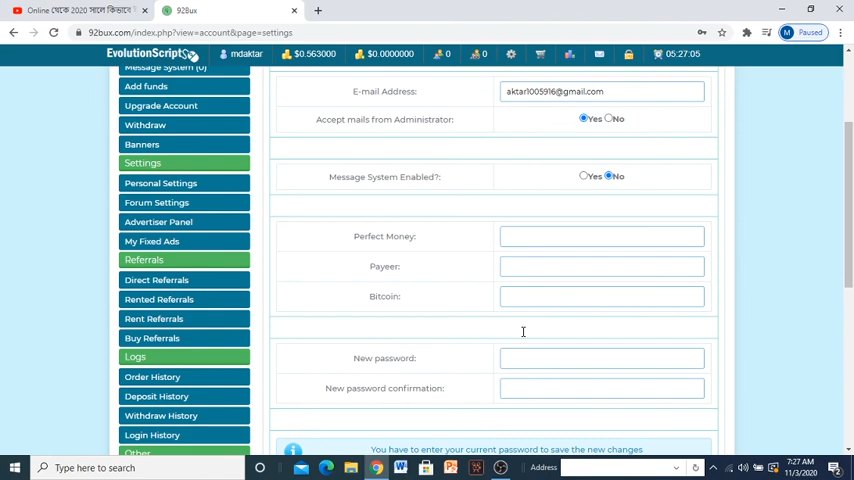 Online থেকে 2020 সালে কিভাবে
92Bux
92bux.com/index.php?view=account&page=settings
Paused
EvolutionScript
mdaktar
$0.563000
$0.0000000
0
0
05:27:05
Message System (0)
Add funds
Upgrade Account
Withdraw
Banners
Settings
Personal Settings
Forum Settings
Advertiser Panel
My Fixed Ads
Referrals
Direct Referrals
Rented Referrals
Rent Referrals
Buy Referrals
Logs
Order History
Deposit History
Withdraw History
Login History
Other
E-mail Address:
aktar1005916@gmail.com
Accept mails from Administrator:
Yes No
Message System Enabled?:
Yes No
Perfect Money:
Payeer:
Bitcoin:
New password:
New password confirmation:
You have to enter your current password to save the new changes
Type here to search
Address
7:27 AM
11/3/2020
2